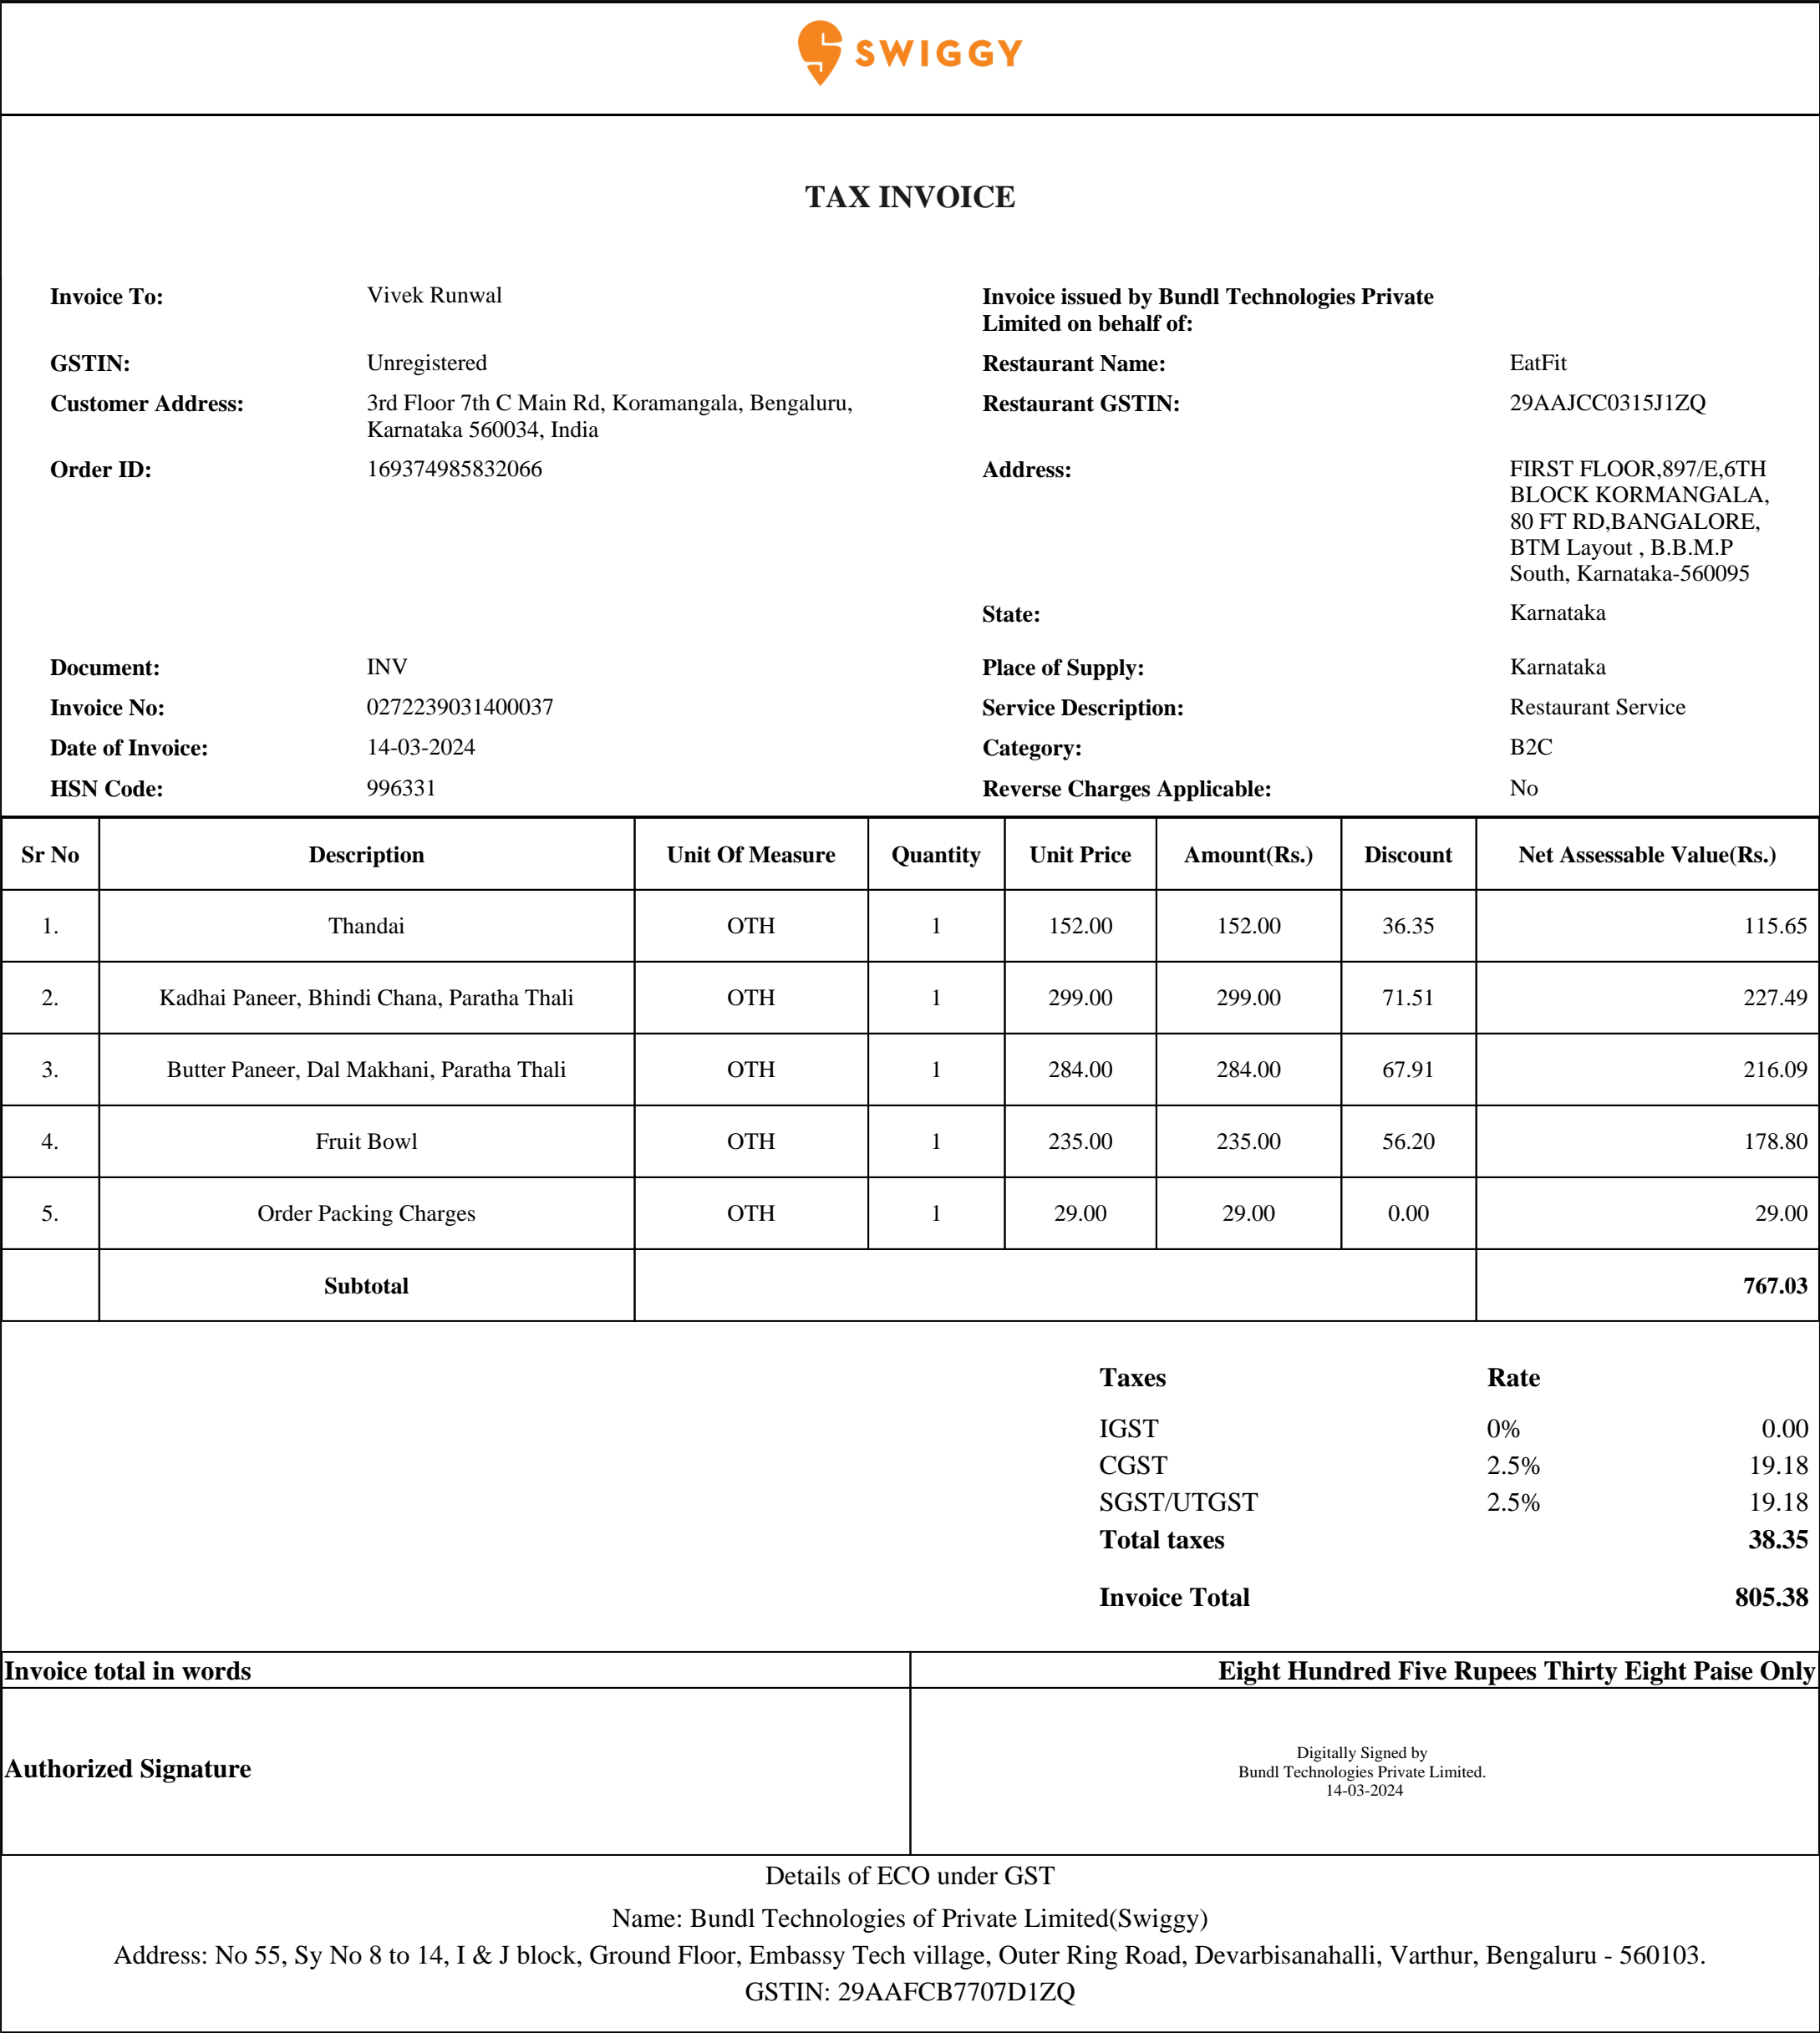 SWIGGY
TAX INVOICE
Invoice To: Vivek Runwal
Invoice issued by Bundl Technologies Private
Limited on behalf of:
GSTIN: Unregistered
Restaurant Name: EatFit
Customer Address: 3rd Floor 7th C Main Rd, Koramangala, Bengaluru,
Karnataka 560034, India
Restaurant GSTIN: 29AAJCC0315J1ZQ
Order ID: 169374985832066
Address: FIRST FLOOR,897/E,6TH
BLOCK KORMANGALA,
80 FT RD,BANGALORE,
BTM Layout , B.B.M.P
South, Karnataka-560095
State: Karnataka
Document: INV
Place of Supply: Karnataka
Invoice No: 0272239031400037
Service Description: Restaurant Service
Date of Invoice: 14-03-2024
Category: B2C
HSN Code: 996331
Reverse Charges Applicable: No
Sr No Description Unit Of Measure Quantity Unit Price Amount(Rs.) Discount Net Assessable Value(Rs.)
1. Thandai OTH 1 152.00 152.00 36.35 115.65
2. Kadhai Paneer, Bhindi Chana, Paratha Thali OTH 1 299.00 299.00 71.51 227.49
3. Butter Paneer, Dal Makhani, Paratha Thali OTH 1 284.00 284.00 67.91 216.09
4. Fruit Bowl OTH 1 235.00 235.00 56.20 178.80
5. Order Packing Charges OTH 1 29.00 29.00 0.00 29.00
Subtotal 767.03
Taxes Rate
IGST 0% 0.00
CGST 2.5% 19.18
SGST/UTGST 2.5% 19.18
Total taxes 38.35
Invoice Total 805.38
Invoice total in words Eight Hundred Five Rupees Thirty Eight Paise Only
Authorized Signature
Digitally Signed by
Bundl Technologies Private Limited.
14-03-2024
Details of ECO under GST
Name: Bundl Technologies of Private Limited(Swiggy)
Address: No 55, Sy No 8 to 14, I & J block, Ground Floor, Embassy Tech village, Outer Ring Road, Devarbisanahalli, Varthur, Bengaluru - 560103.
GSTIN: 29AAFCB7707D1ZQ